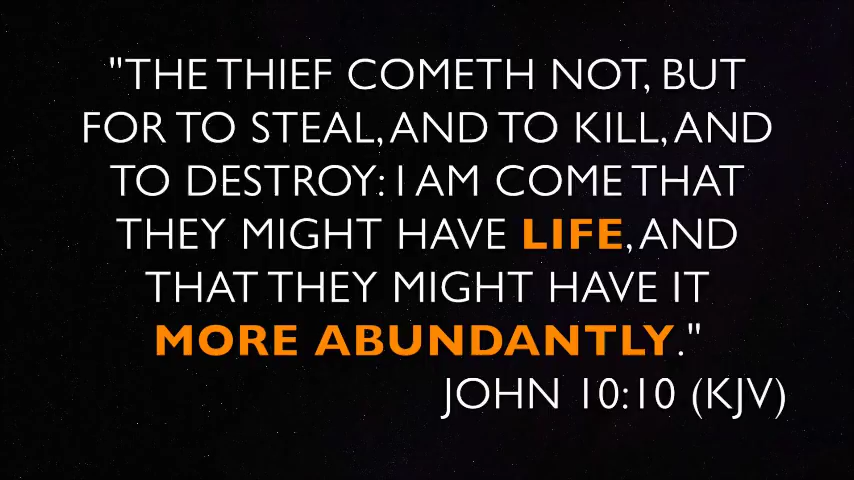 "THE THIEF COMETH NOT, BUT
FOR TO STEAL, AND TO KILL, AND
TO DESTROY: I AM COME THAT
THEY MIGHT HAVE LIFE, AND
THAT THEY MIGHT HAVE IT
MORE ABUNDANTLY."
JOHN 10:10 (KJV)